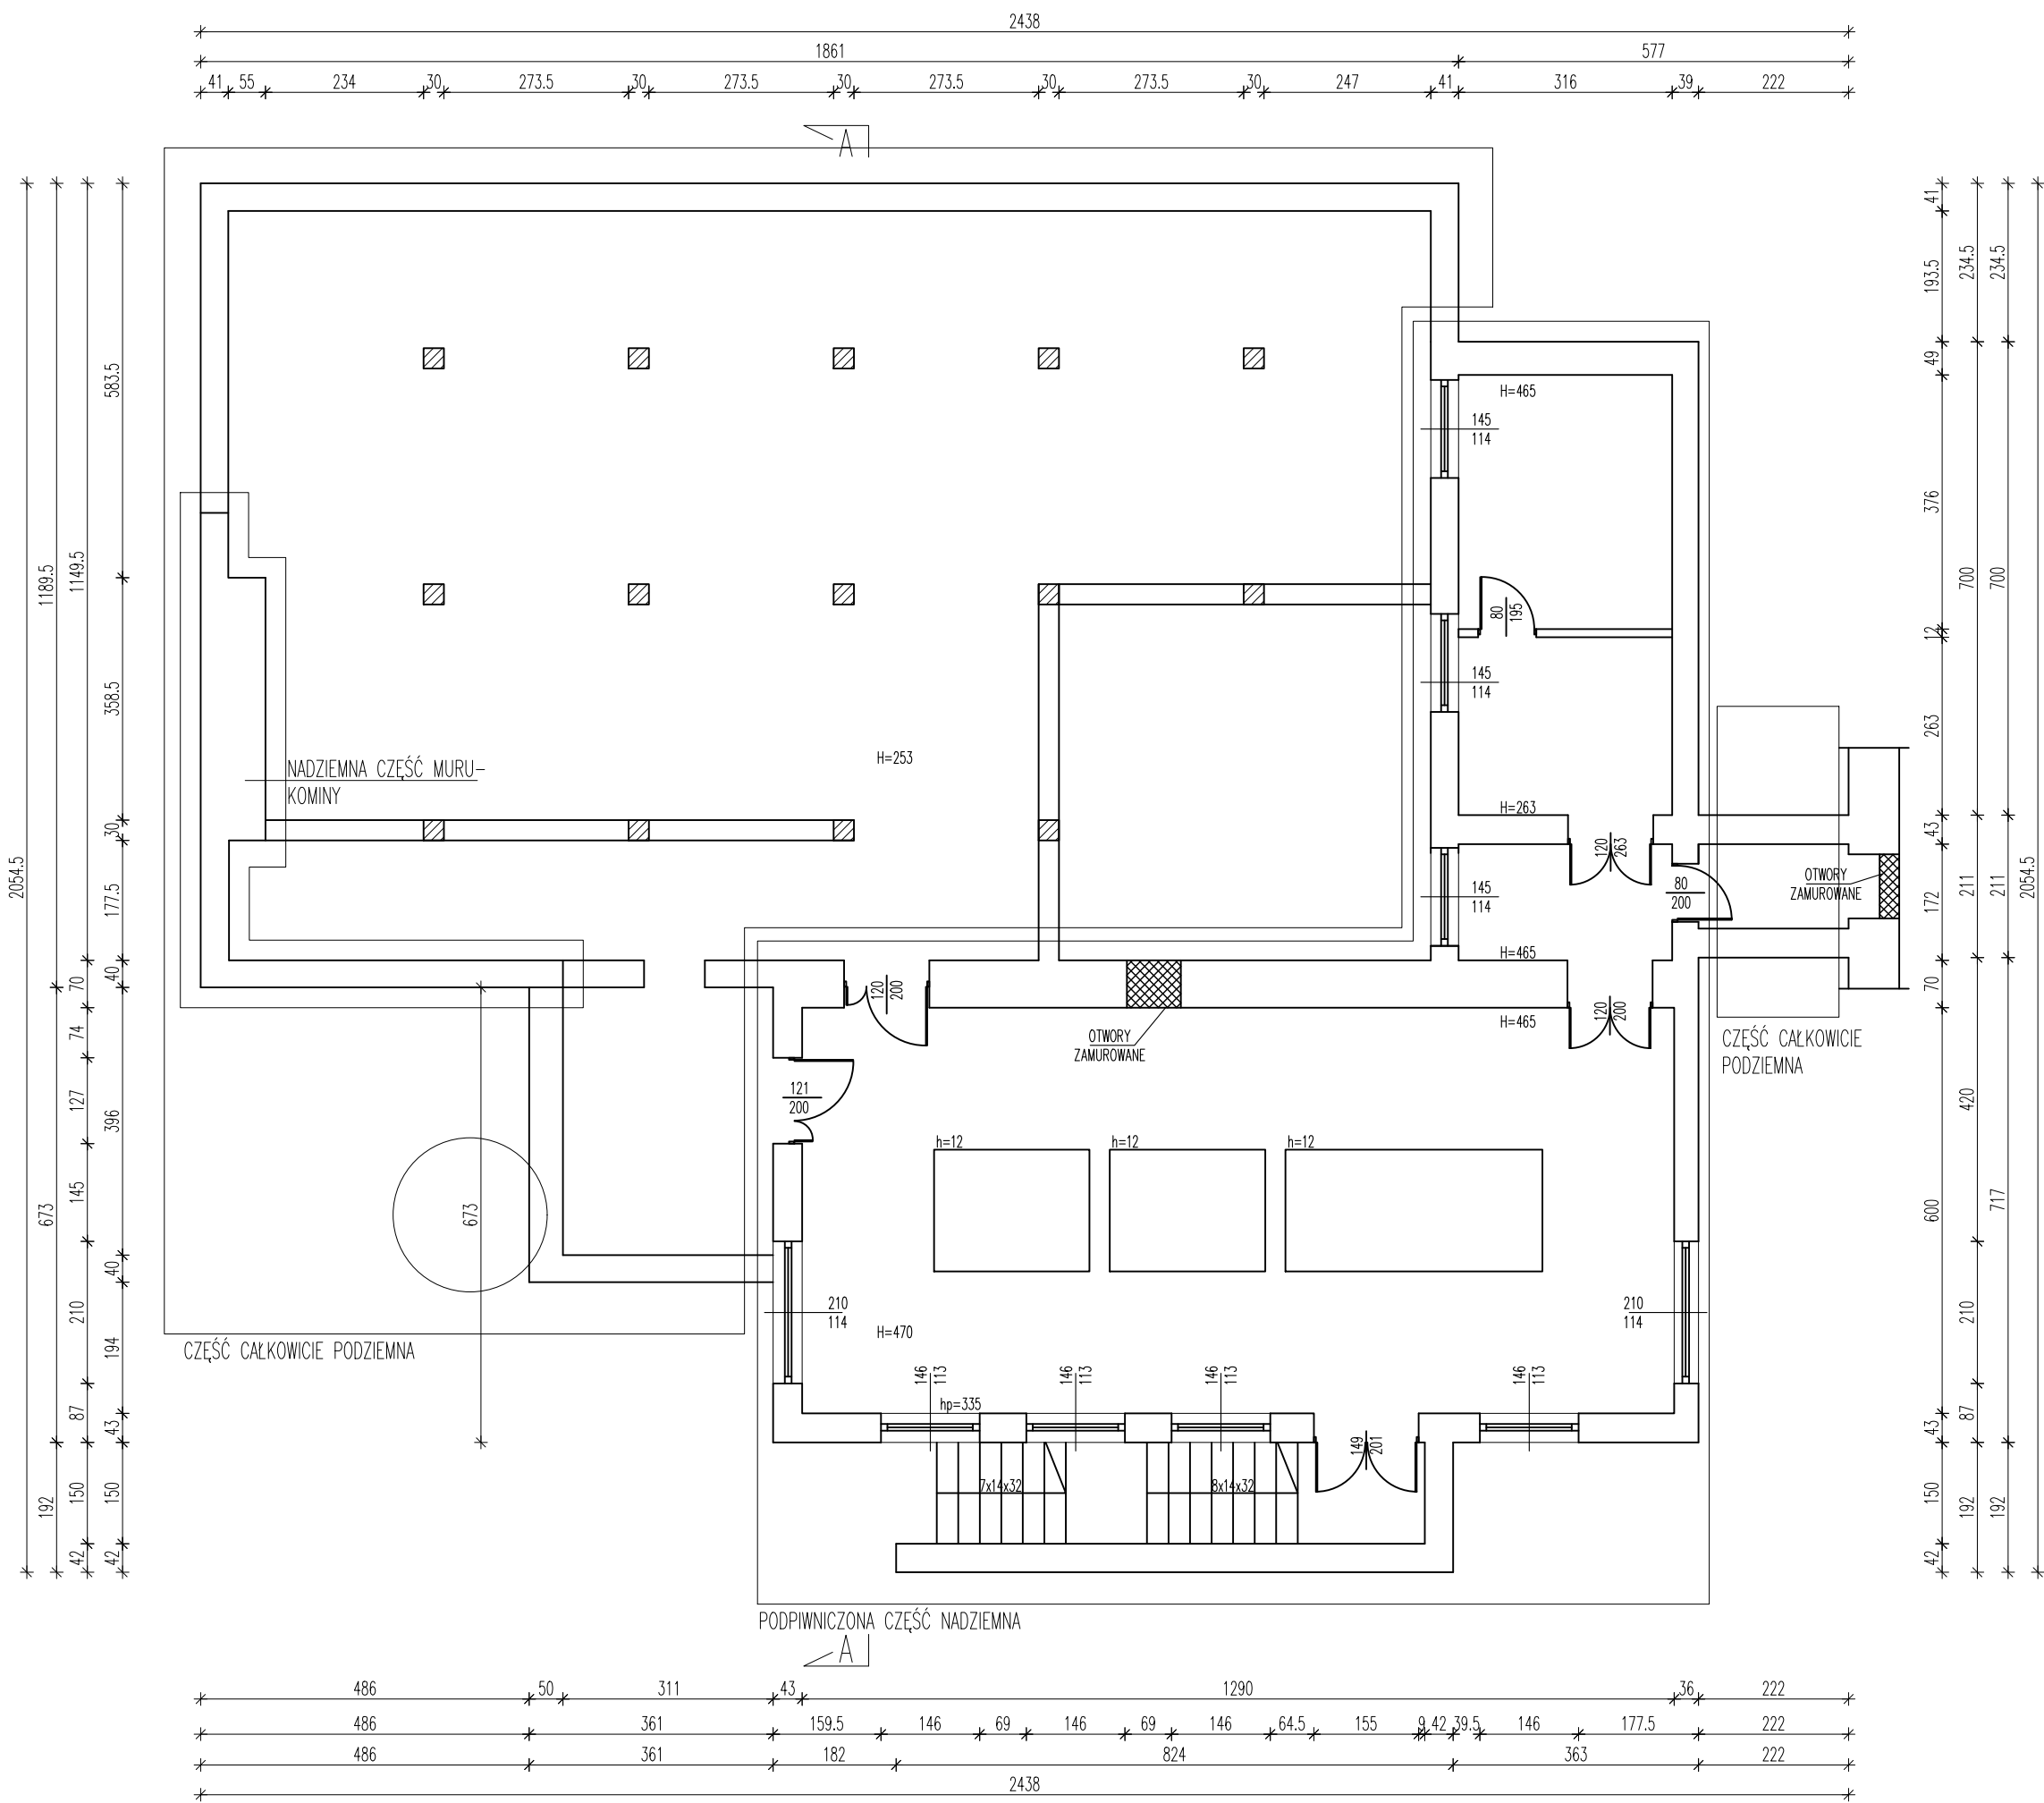 2438
1861 577
41 55 234 30 273.5 30 273.5 30 273.5 30 273.5 30 247 41 316 39 222
A
2054.5
1189.5 673 192
1149.5 70 74 127 145 210 87 150 42
583.5 358.5 30 177.5 40 396 40 194 43 150 42
H=465
145
114
80
195
145
114
H=253
NADZIEMNA CZĘŚĆ MURU-
KOMINY
H=263
120
263
145
114
80
200
OTWORY
ZAMUROWANE
H=465
120
200
H=465
120
200
OTWORY
ZAMUROWANE
CZĘŚĆ CAŁKOWICIE
PODZIEMNA
121
200
h=12
h=12
h=12
673
210
114
H=470
210
114
CZĘŚĆ CAŁKOWICIE PODZIEMNA
146
113
146
113
146
113
146
113
hp=335
149
201
7x14x32
8x14x32
PODPIWNICZONA CZĘŚĆ NADZIEMNA
A
41 193.5 49 376 12 263 43 172 70 600 43 150 42
234.5 700 211 420 210 87 192
234.5 700 211 717 192
2054.5
486 50 311 43 1290 36 222
486 361 159.5 146 69 146 69 146 64.5 155 9 42 39.5 146 177.5 222
486 361 182 824 363 222
2438